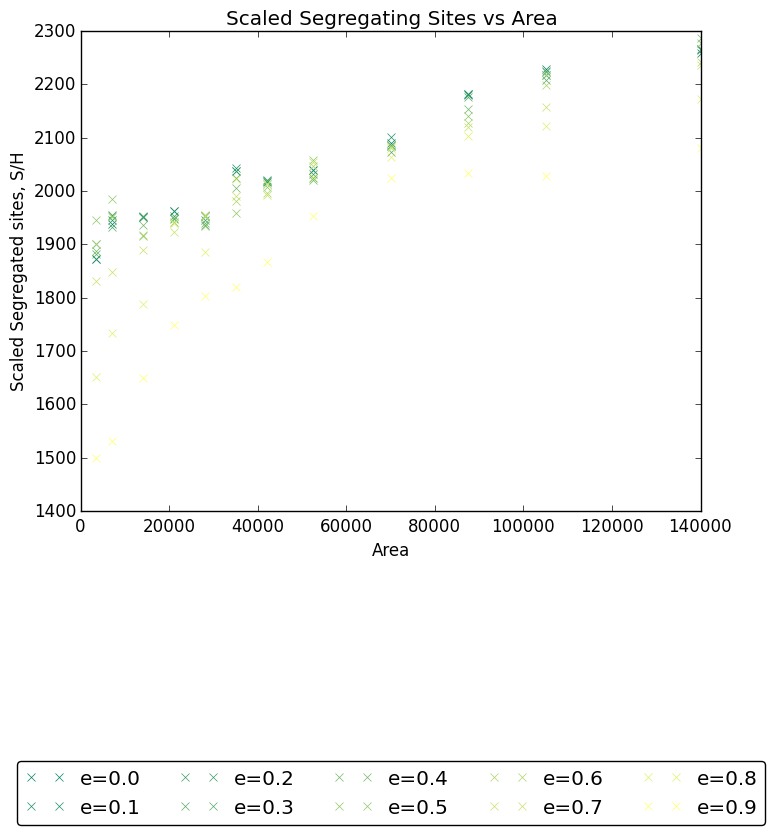 Scaled Segregating Sites vs Area
2300
2200
2100
2000
1900
1800
1700
1600
1500
1400
Scaled Segregated sites, S/H
0 20000 40000 60000 80000 100000 120000 140000
Area
e=0.0 e=0.2 e=0.4 e=0.6 e=0.8
e=0.1 e=0.3 e=0.5 e=0.7 e=0.9